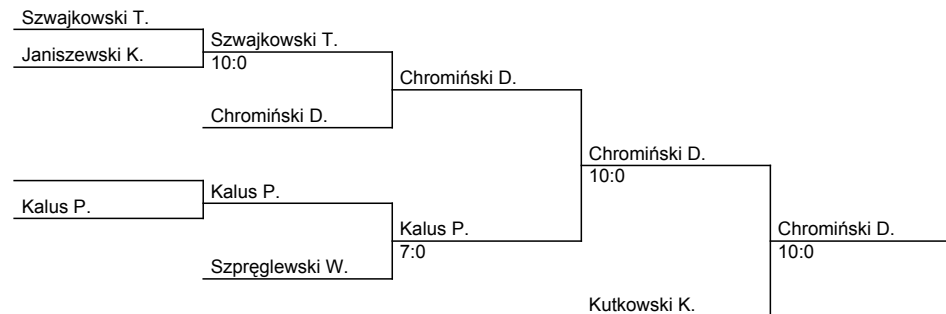 Szwajkowski T.
Janiszewski K.
Szwajkowski T.
10:0
Chromiński D.
Chromiński D.
Chromiński D.
10:0
Kalus P.
Kalus P.
Kalus P.
7:0
Szpręglewski W.
Chromiński D.
10:0
Kutkowski K.